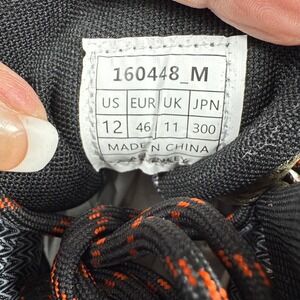 160448_M
US EUR UK JPN
12 46 11 300
MADE IN CHINA